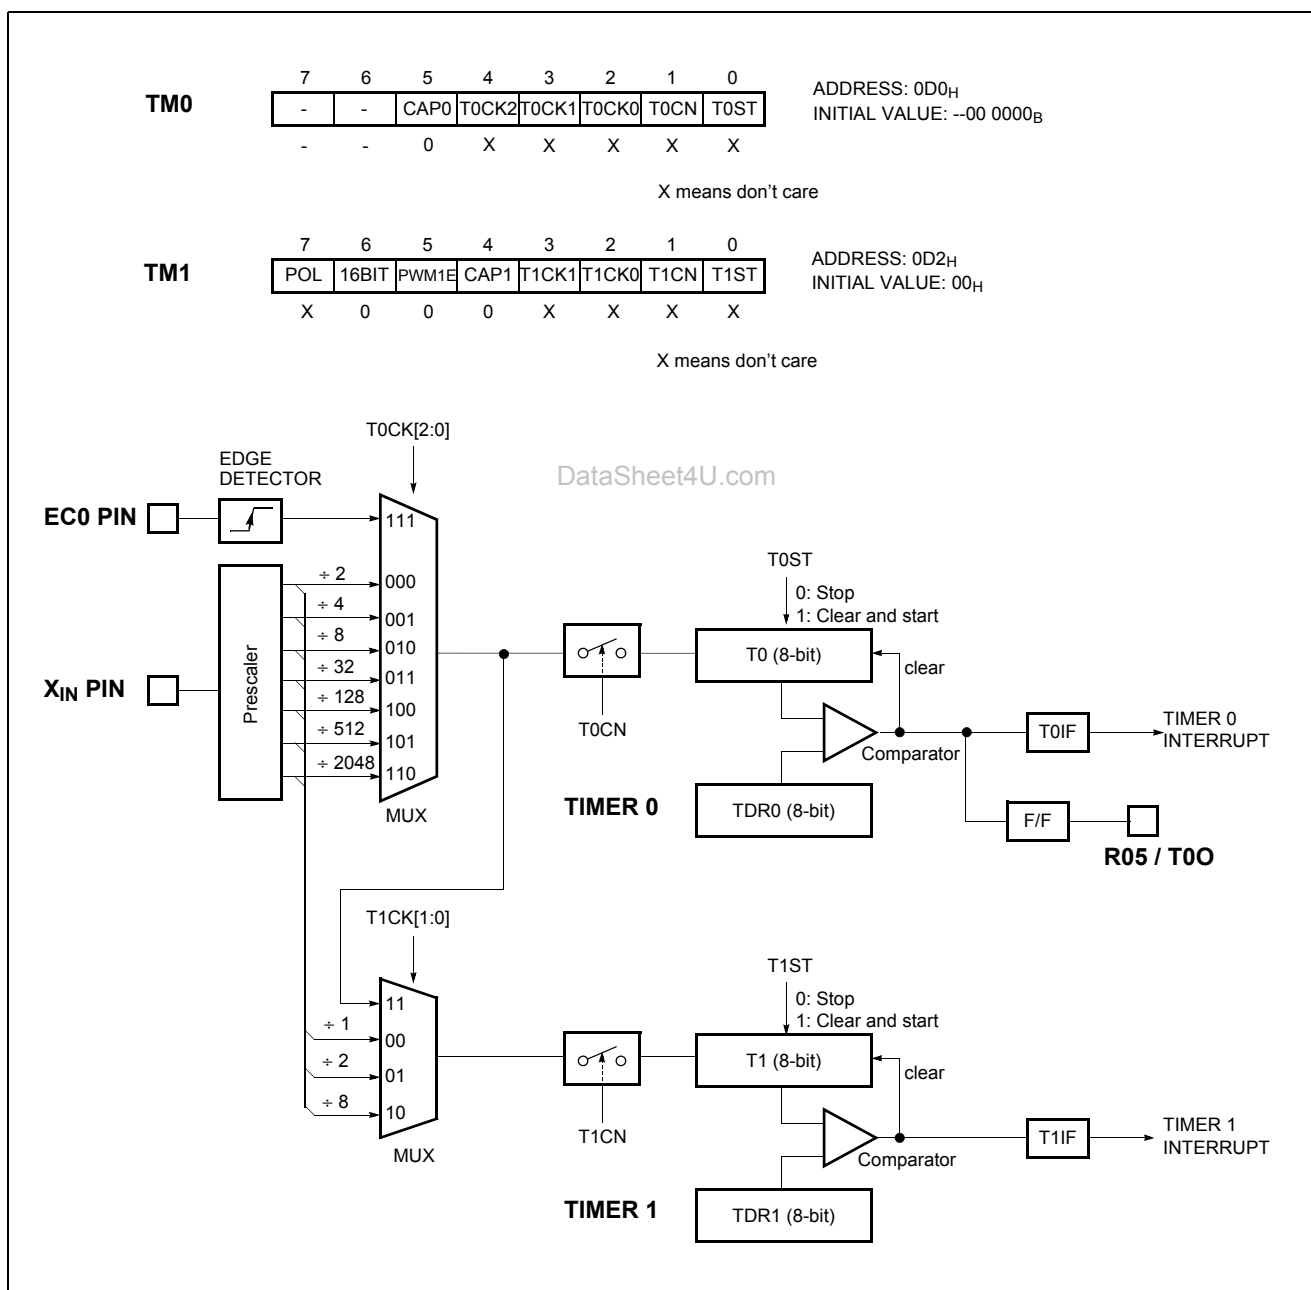 7 6 5 4 3 2 1 0
TM0
- - CAP0 T0CK2 T0CK1 T0CK0 T0CN T0ST
- - 0 X X X X X
ADDRESS: 0D0H
INITIAL VALUE: --00 0000B
X means don't care
7 6 5 4 3 2 1 0
TM1
POL 16BIT PWM1E CAP1 T1CK1 T1CK0 T1CN T1ST
X 0 0 0 X X X X
ADDRESS: 0D2H
INITIAL VALUE: 00H
X means don't care
T0CK[2:0]
DataSheet4U.com
EDGE
DETECTOR
EC0 PIN
111
XIN PIN
Prescaler
÷ 2 000
÷ 4 001
÷ 8 010
÷ 32 011
÷ 128 100
÷ 512 101
÷ 2048 110
MUX
T0CN
T0ST
0: Stop
1: Clear and start
T0 (8-bit)
clear
Comparator
TIMER 0
TDR0 (8-bit)
T0IF
TIMER 0
INTERRUPT
F/F
R05 / T0O
T1CK[1:0]
11
÷ 1 00
÷ 2 01
÷ 8 10
MUX
T1CN
T1ST
0: Stop
1: Clear and start
T1 (8-bit)
clear
Comparator
TIMER 1
TDR1 (8-bit)
T1IF
TIMER 1
INTERRUPT